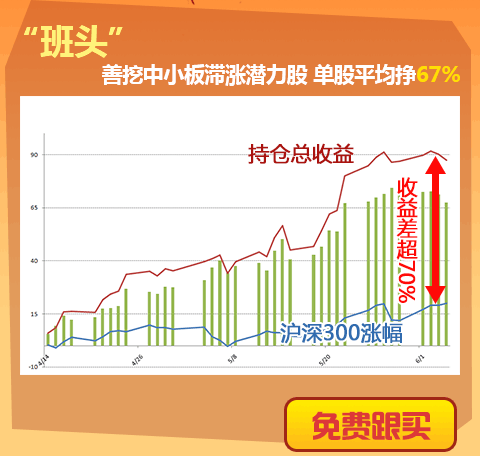 “班头”
善挖中小板滞涨潜力股 单股平均挣67%
持仓总收益
收益差超70%
沪深300涨幅
90
65
40
15
-10
4/14
4/26
5/8
5/20
6/1
免费跟买